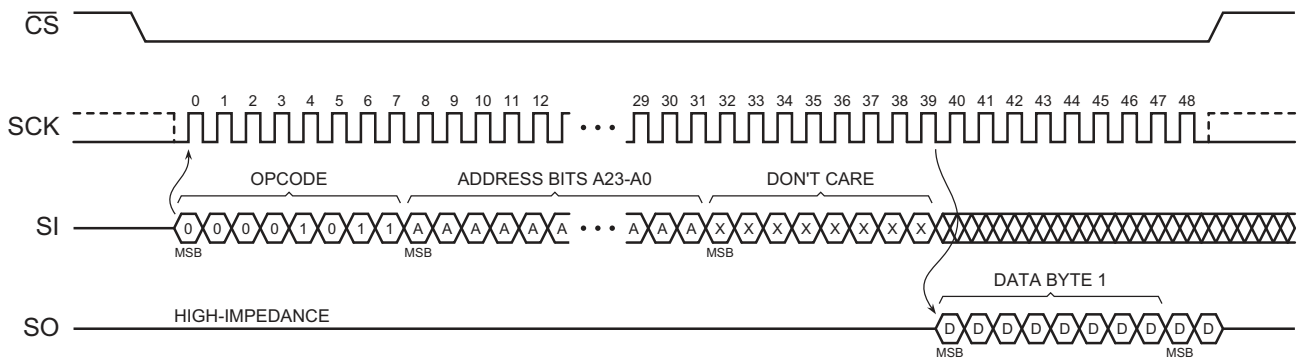 CS
0 1 2 3 4 5 6 7 8 9 10 11 12 29 30 31 32 33 34 35 36 37 38 39 40 41 42 43 44 45 46 47 48
SCK
OPCODE ADDRESS BITS A23-A0 DON'T CARE
SI 0 0 0 0 1 0 1 1 A A A A A A A A A X X X X X X X X
MSB MSB MSB
DATA BYTE 1
HIGH-IMPEDANCE
SO D D D D D D D D D D
MSB MSB